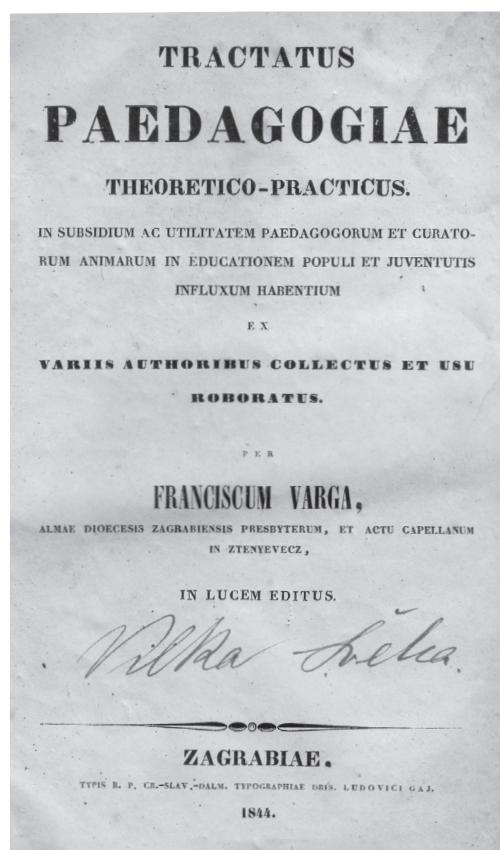 TRACTATUS
PAEDAGOGIAE
THEORETICO-PRACTICUS.
IN SUBSIDIUM AC UTILITATEM PAEDAGOGORUM ET CURATO-
RUM ANIMARUM IN EDUCATIONEM POPULI ET JUVENTUTIS
INFLUXUM HABENTIUM
EX
VARIIS AUTHORIBUS COLLECTUS ET USU
ROBORATUS.
PER
FRANCISCUM VARGA,
ALMAE DIOECESIS ZAGRABIENSIS PRESBYTERUM, ET ACTU CAPELLANUM
IN ZTENYEVECZ,
IN LUCEM EDITUS.
Vilka
ZAGRABIAE.
TYPIS R. P. CR.-SLAV.-DALM. TYPOGRAPHIAE DRIS. LUDOVICI GAJ.
1844.